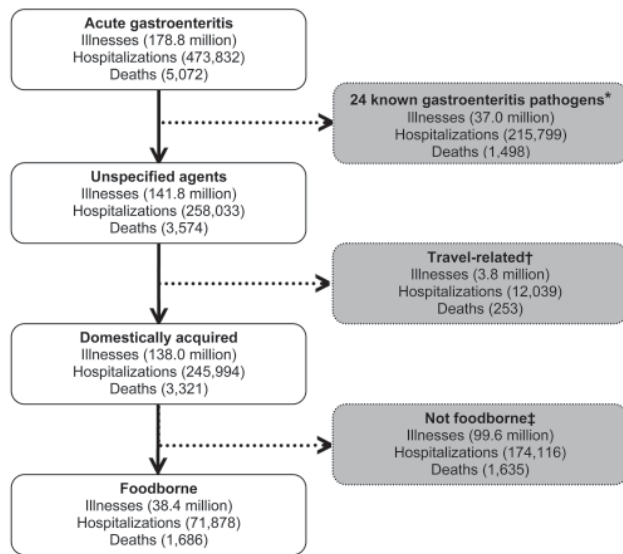 Acute gastroenteritis
Illnesses (178.8 million)
Hospitalizations (473,832)
Deaths (5,072)
24 known gastroenteritis pathogens*
Illnesses (37.0 million)
Hospitalizations (215,799)
Deaths (1,498)
Unspecified agents
Illnesses (141.8 million)
Hospitalizations (258,033)
Deaths (3,574)
Travel-related†
Illnesses (3.8 million)
Hospitalizations (12,039)
Deaths (253)
Domestically acquired
Illnesses (138.0 million)
Hospitalizations (245,994)
Deaths (3,321)
Not foodborne‡
Illnesses (99.6 million)
Hospitalizations (174,116)
Deaths (1,635)
Foodborne
Illnesses (38.4 million)
Hospitalizations (71,878)
Deaths (1,686)